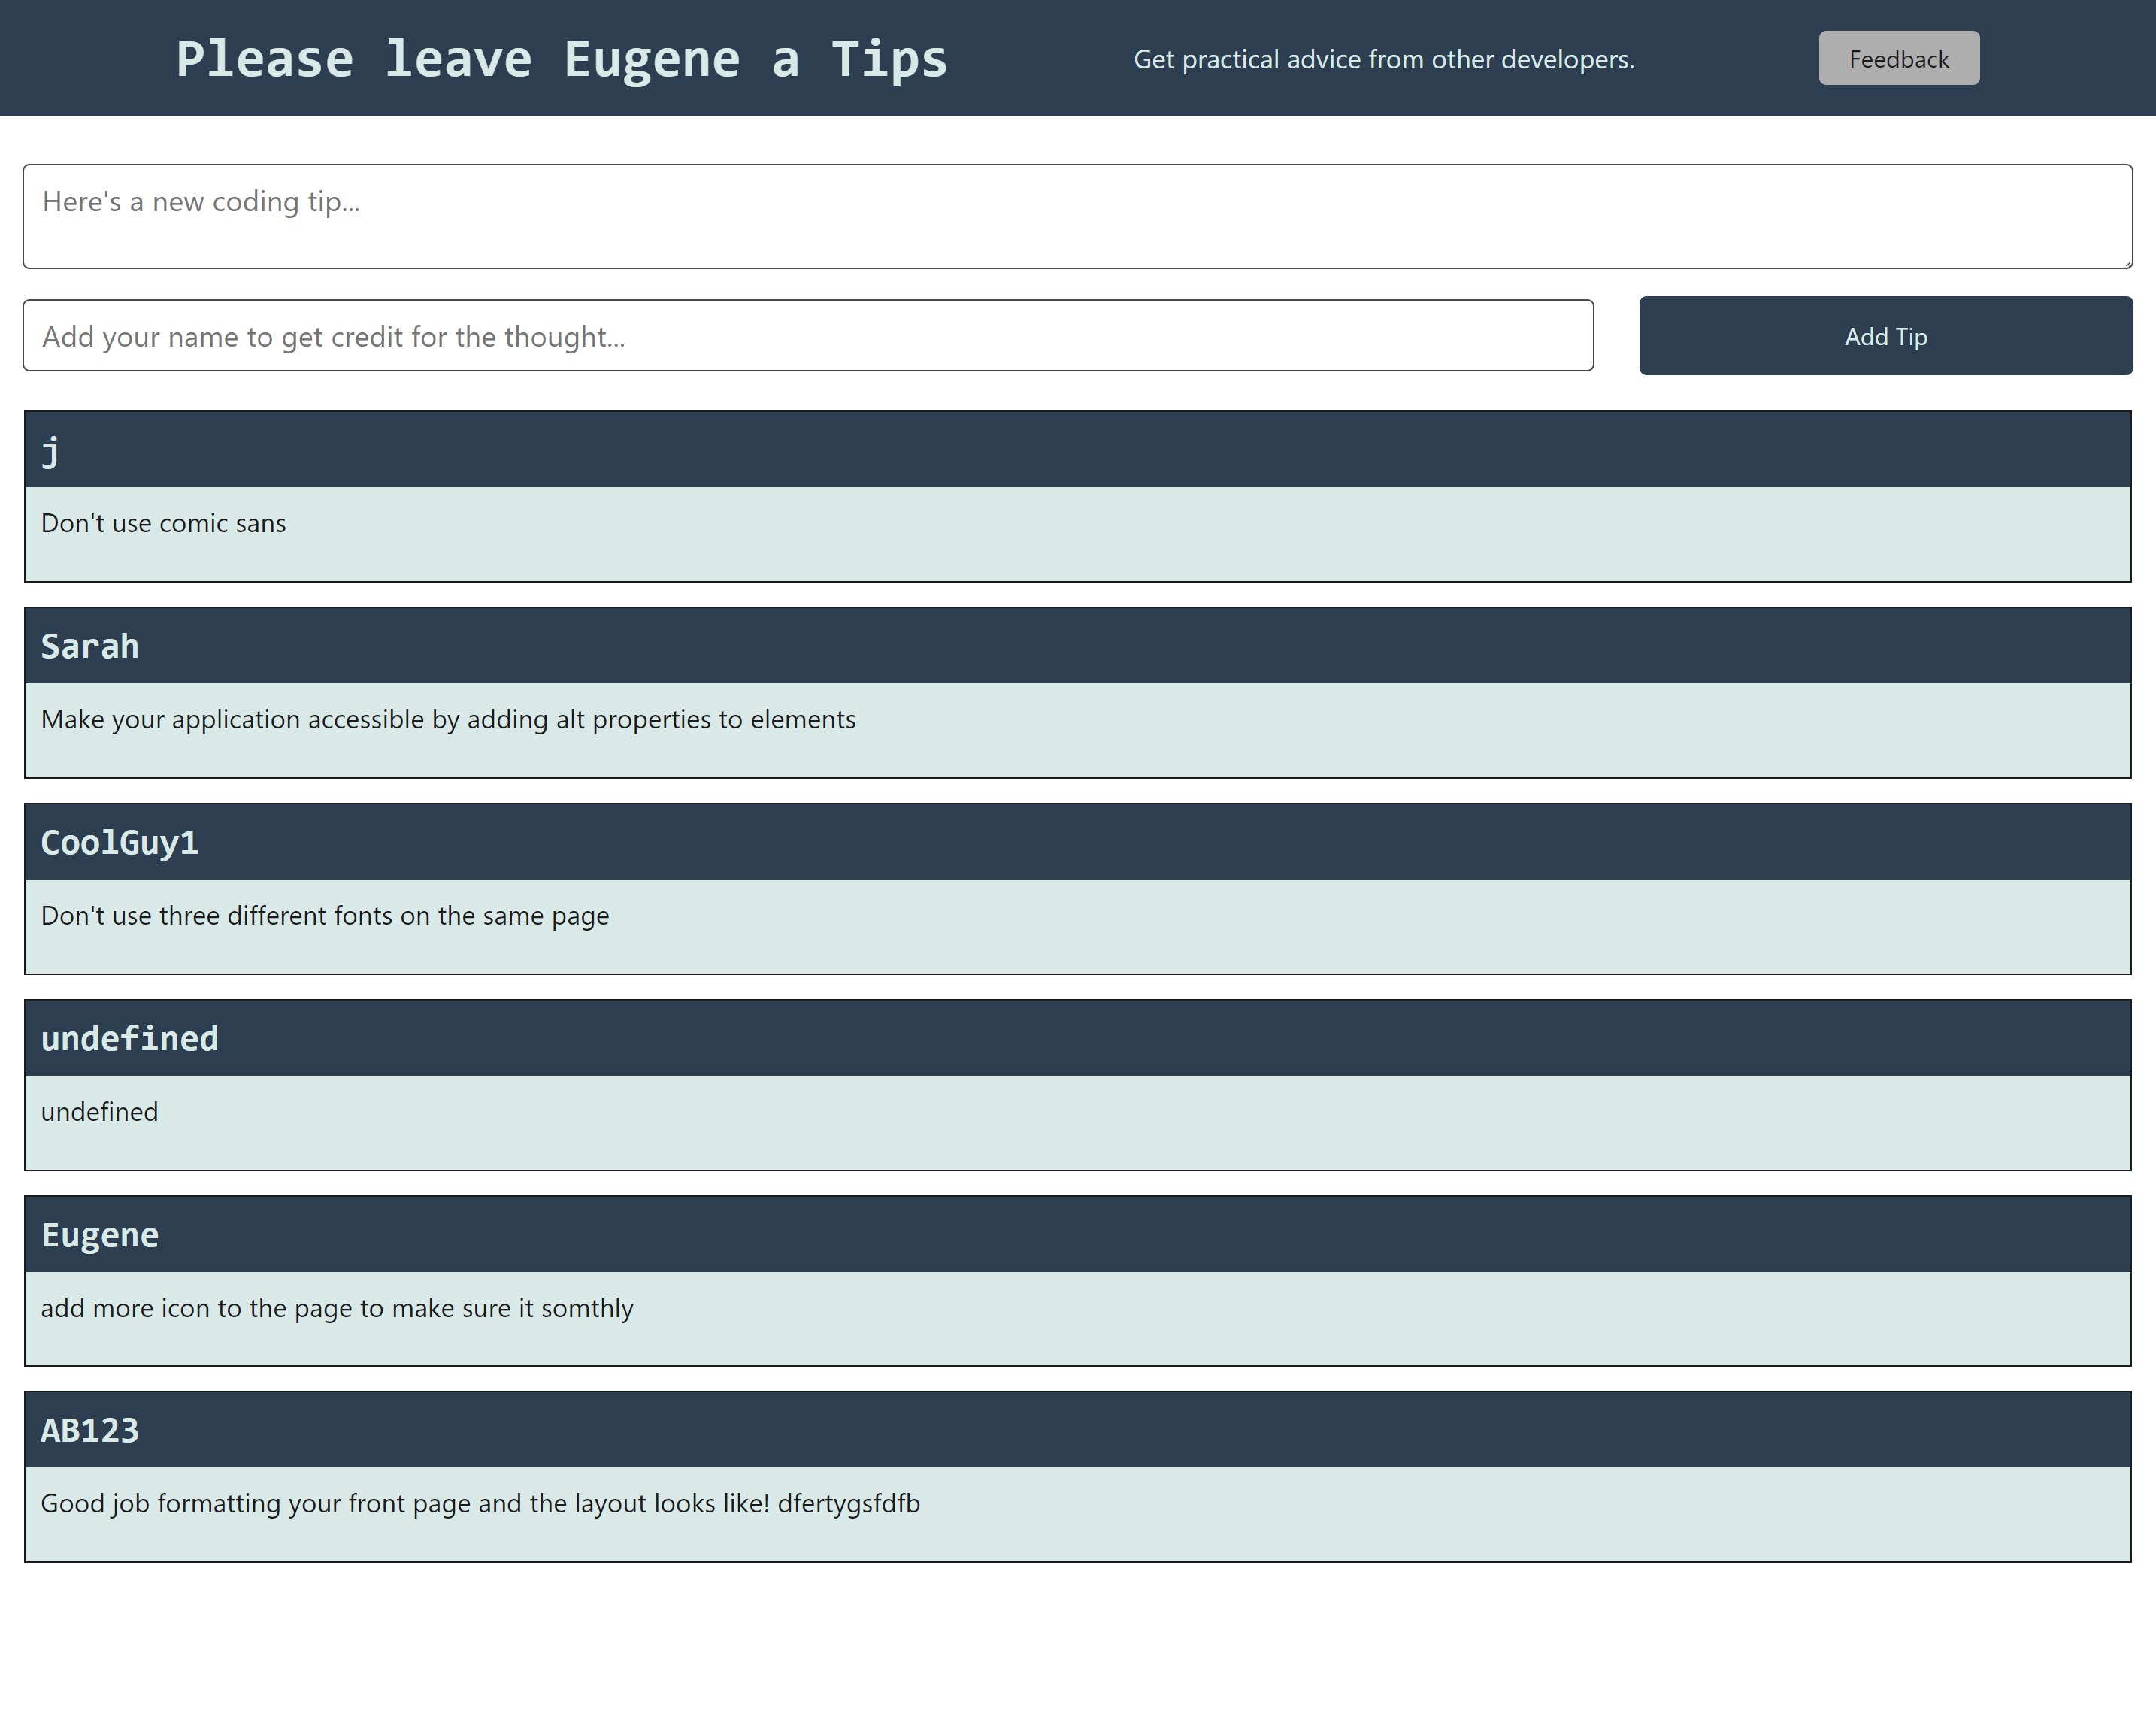 Please leave Eugene a Tips
Get practical advice from other developers.
Feedback
Here's a new coding tip...
Add your name to get credit for the thought...
Add Tip
j
Don't use comic sans
Sarah
Make your application accessible by adding alt properties to elements
CoolGuy1
Don't use three different fonts on the same page
undefined
undefined
Eugene
add more icon to the page to make sure it somthly
AB123
Good job formatting your front page and the layout looks like! dfertygsfdfb